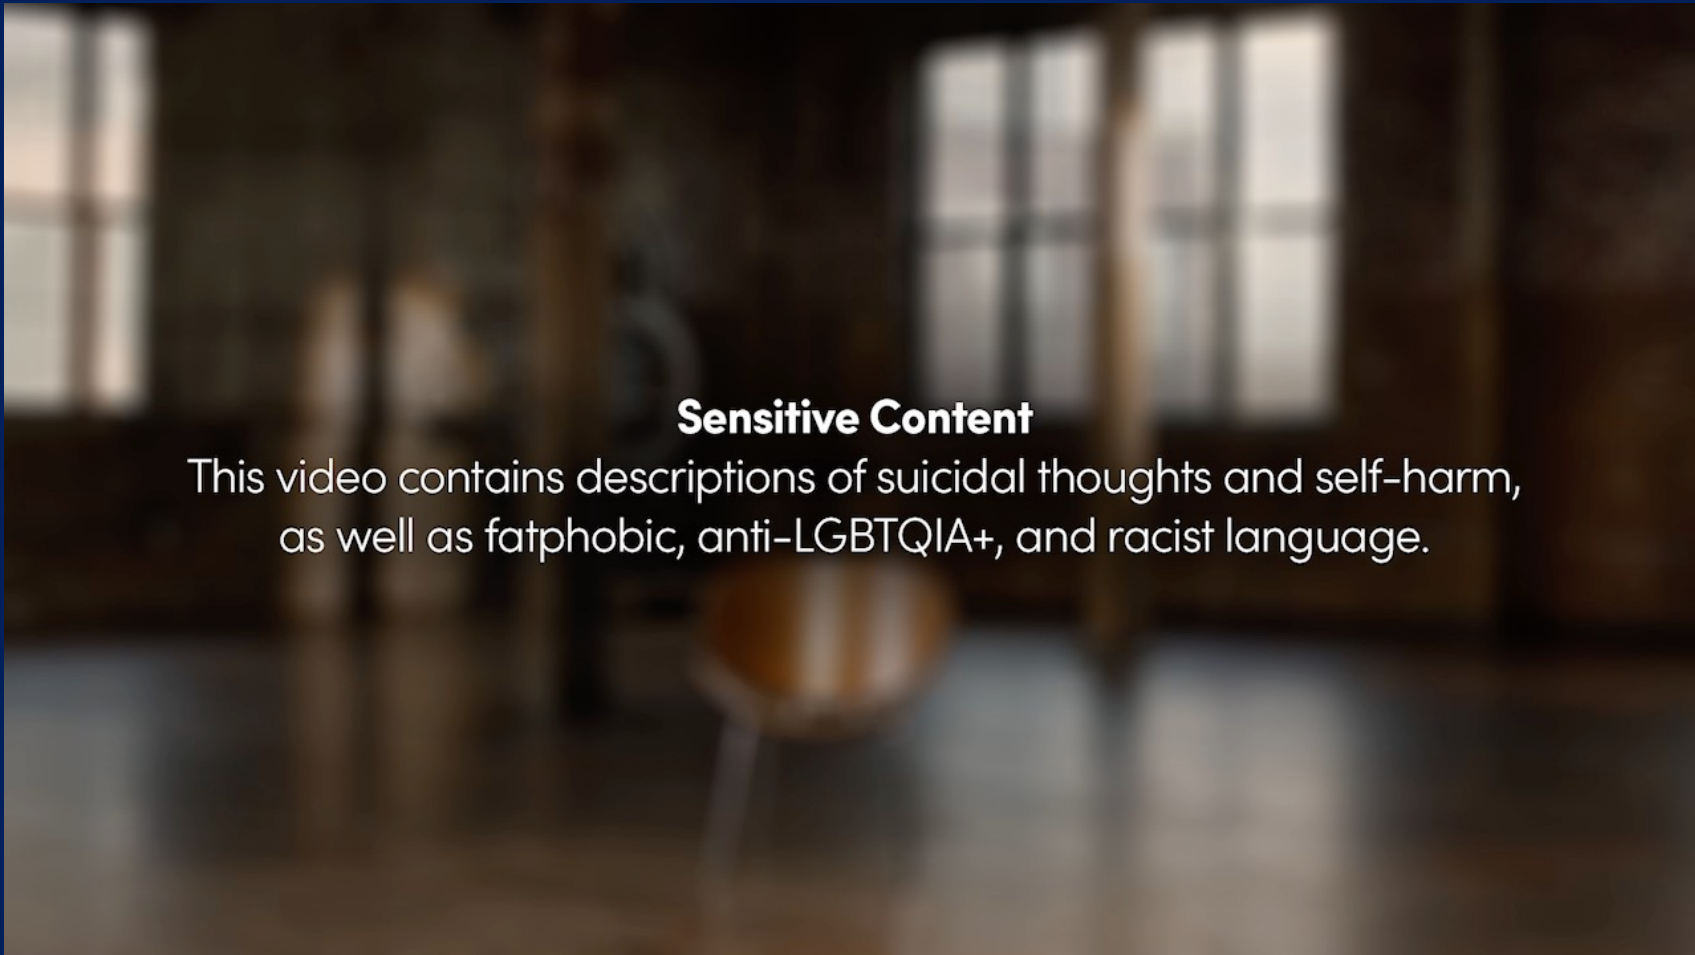 Sensitive Content
This video contains descriptions of suicidal thoughts and self-harm,
as well as fatphobic, anti-LGBTQIA+, and racist language.